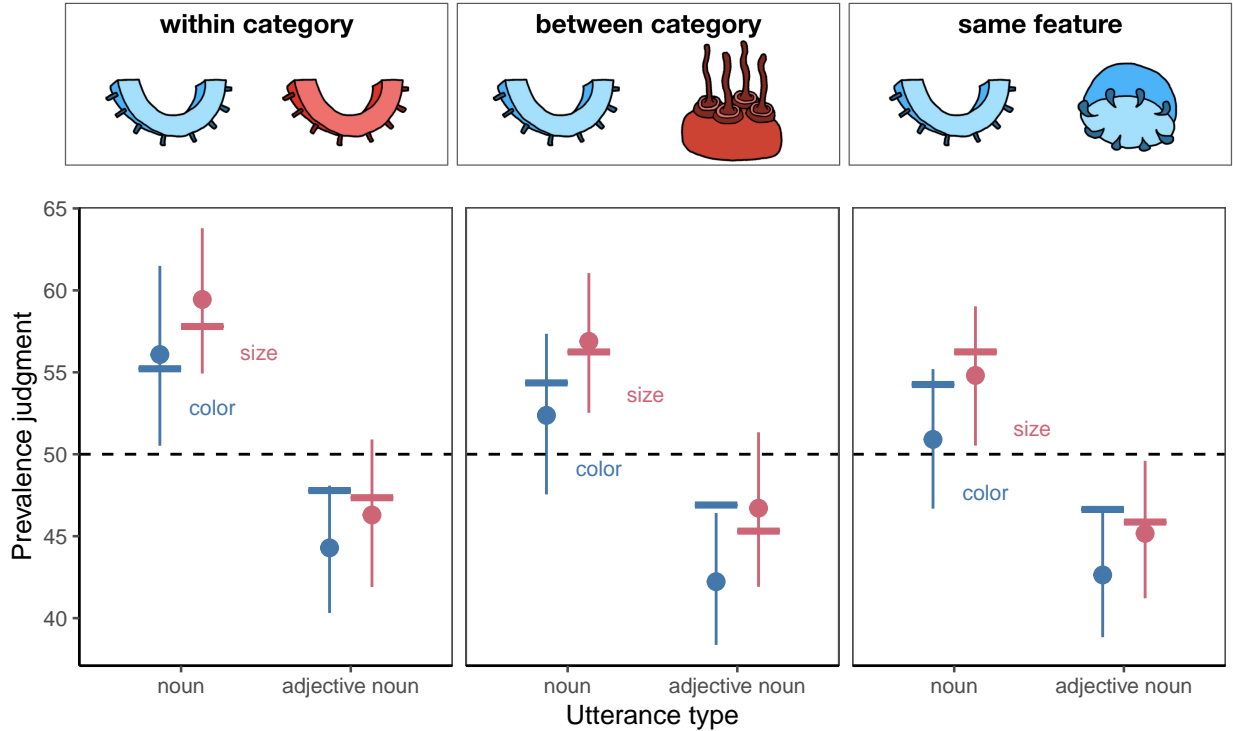 within category
between category
same feature
Prevalence judgment
65
60
55
50
45
40
size
color
size
color
size
color
noun
adjective noun
noun
adjective noun
noun
adjective noun
Utterance type